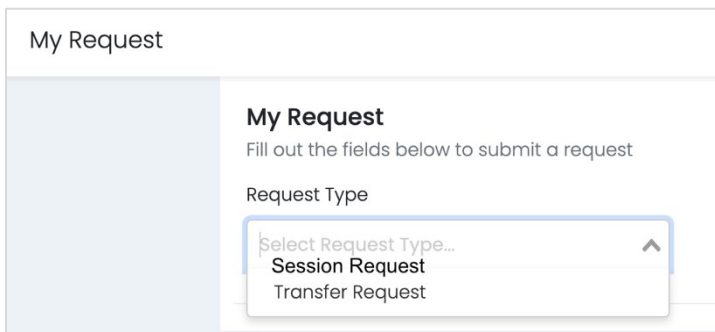 My Request
My Request
Fill out the fields below to submit a request
Request Type
Select Request Type...
Session Request
Transfer Request